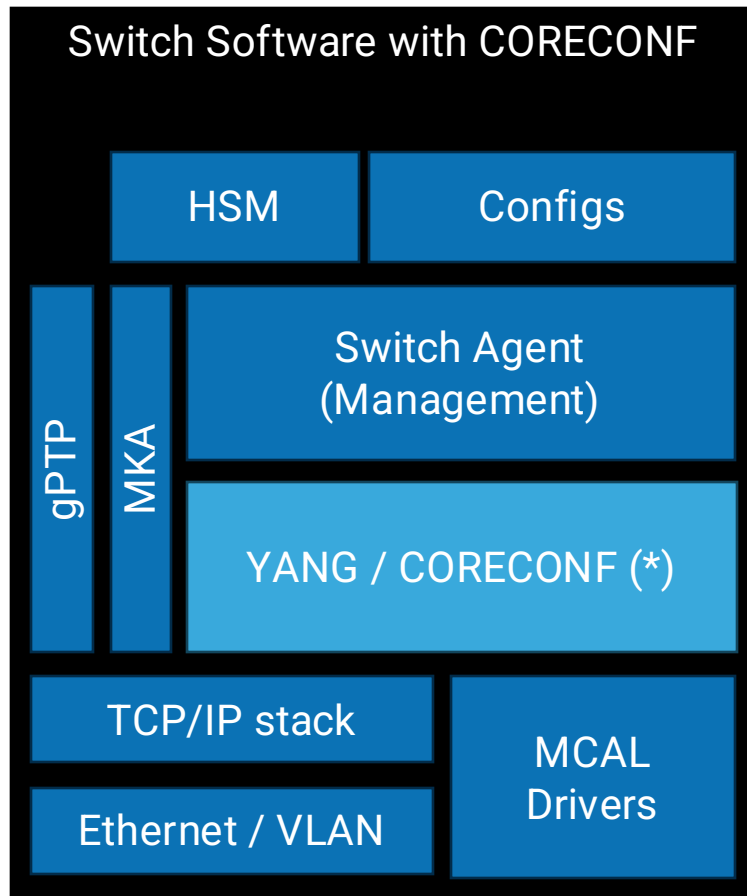 Switch Software with CORECONF
HSM
Configs
gPTP
MKA
Switch Agent
(Management)
YANG / CORECONF (*)
TCP/IP stack
MCAL
Drivers
Ethernet / VLAN